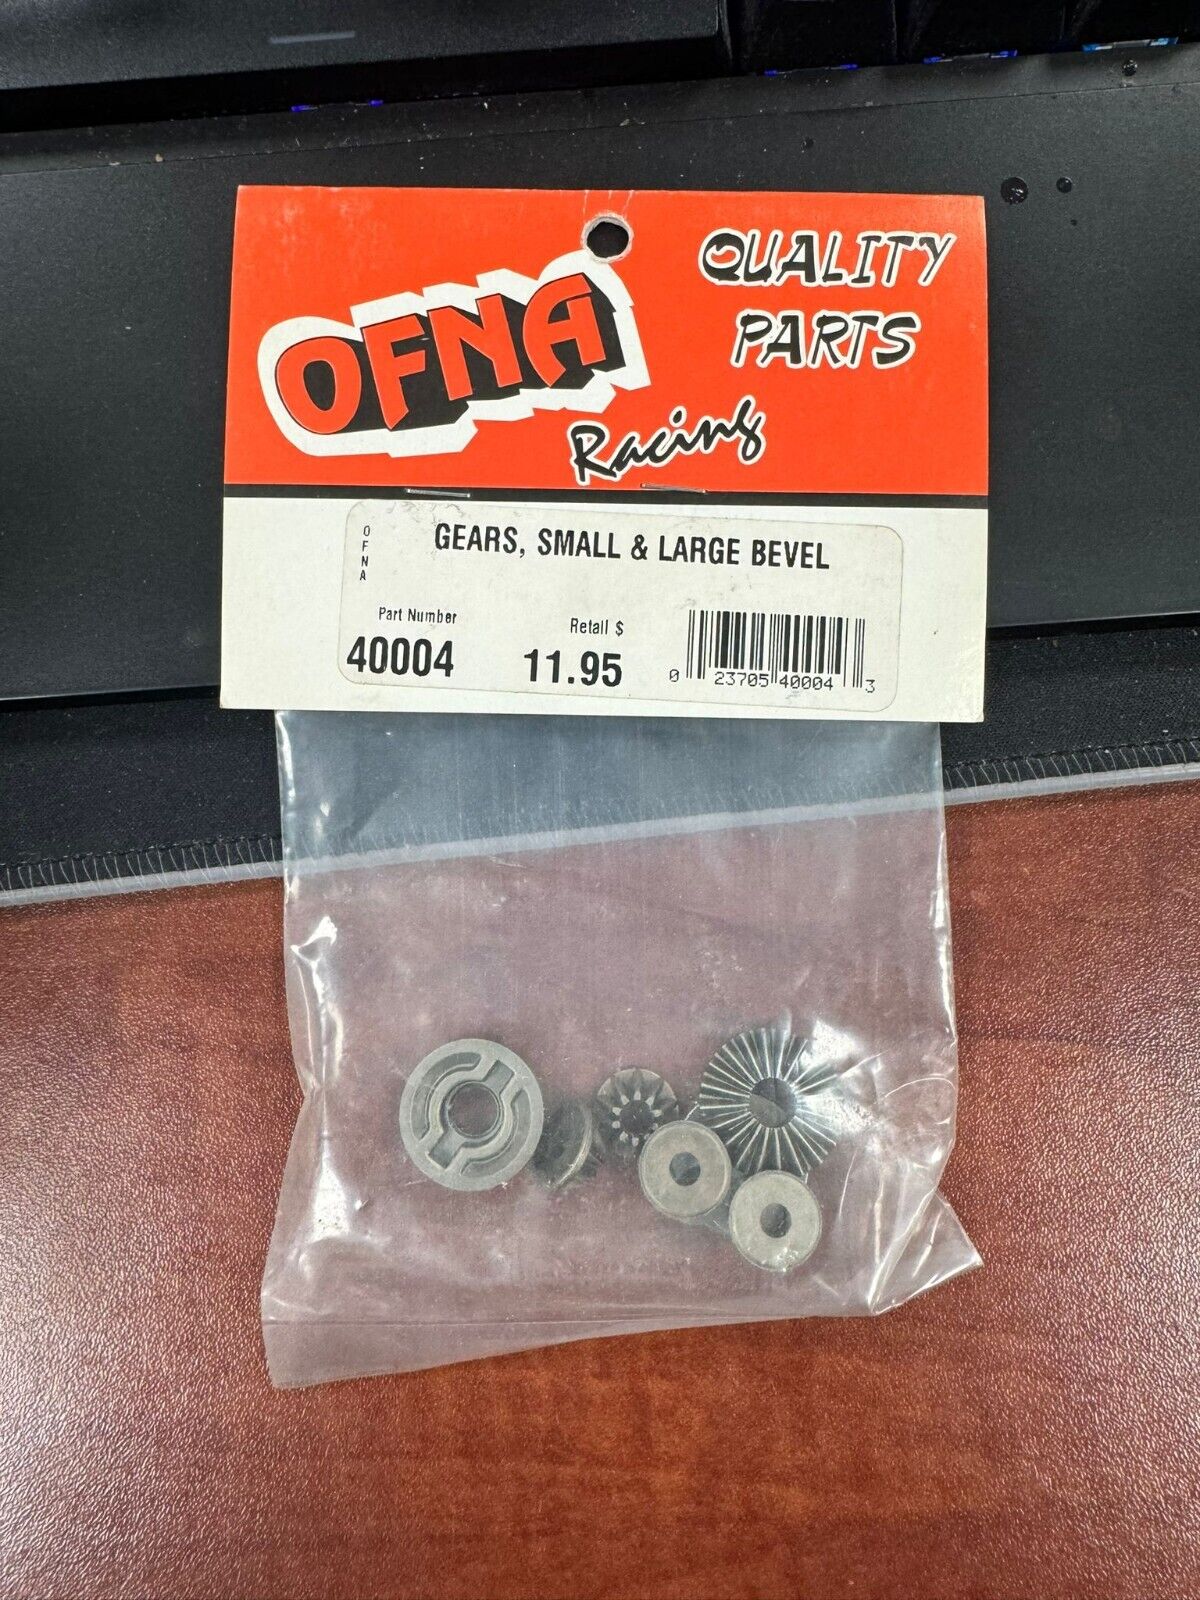 OFNA
Racing
QUALITY
PARTS
OFNA
GEARS, SMALL & LARGE BEVEL
Part Number
40004
Retail $
11.95
0 23705 40004 3